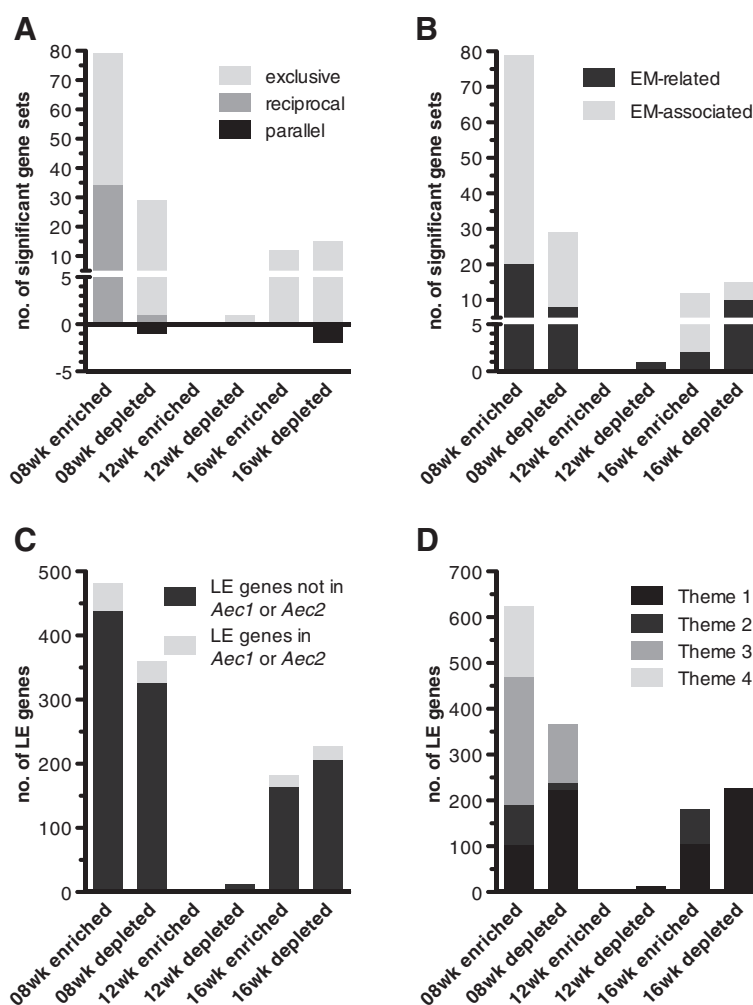 A
no. of significant gene sets
80
70
60
50
40
30
20
10
5
0
-5
exclusive
reciprocal
parallel
08wk enriched
08wk depleted
12wk enriched
12wk depleted
16wk enriched
16wk depleted
B
no. of significant gene sets
80
70
60
50
40
30
20
10
5
0
EM-related
EM-associated
08wk enriched
08wk depleted
12wk enriched
12wk depleted
16wk enriched
16wk depleted
C
no. of LE genes
500
400
300
200
100
0
LE genes not in
Aec1 or Aec2
LE genes in
Aec1 or Aec2
08wk enriched
08wk depleted
12wk enriched
12wk depleted
16wk enriched
16wk depleted
D
no. of LE genes
700
600
500
400
300
200
100
0
Theme 1
Theme 2
Theme 3
Theme 4
08wk enriched
08wk depleted
12wk enriched
12wk depleted
16wk enriched
16wk depleted